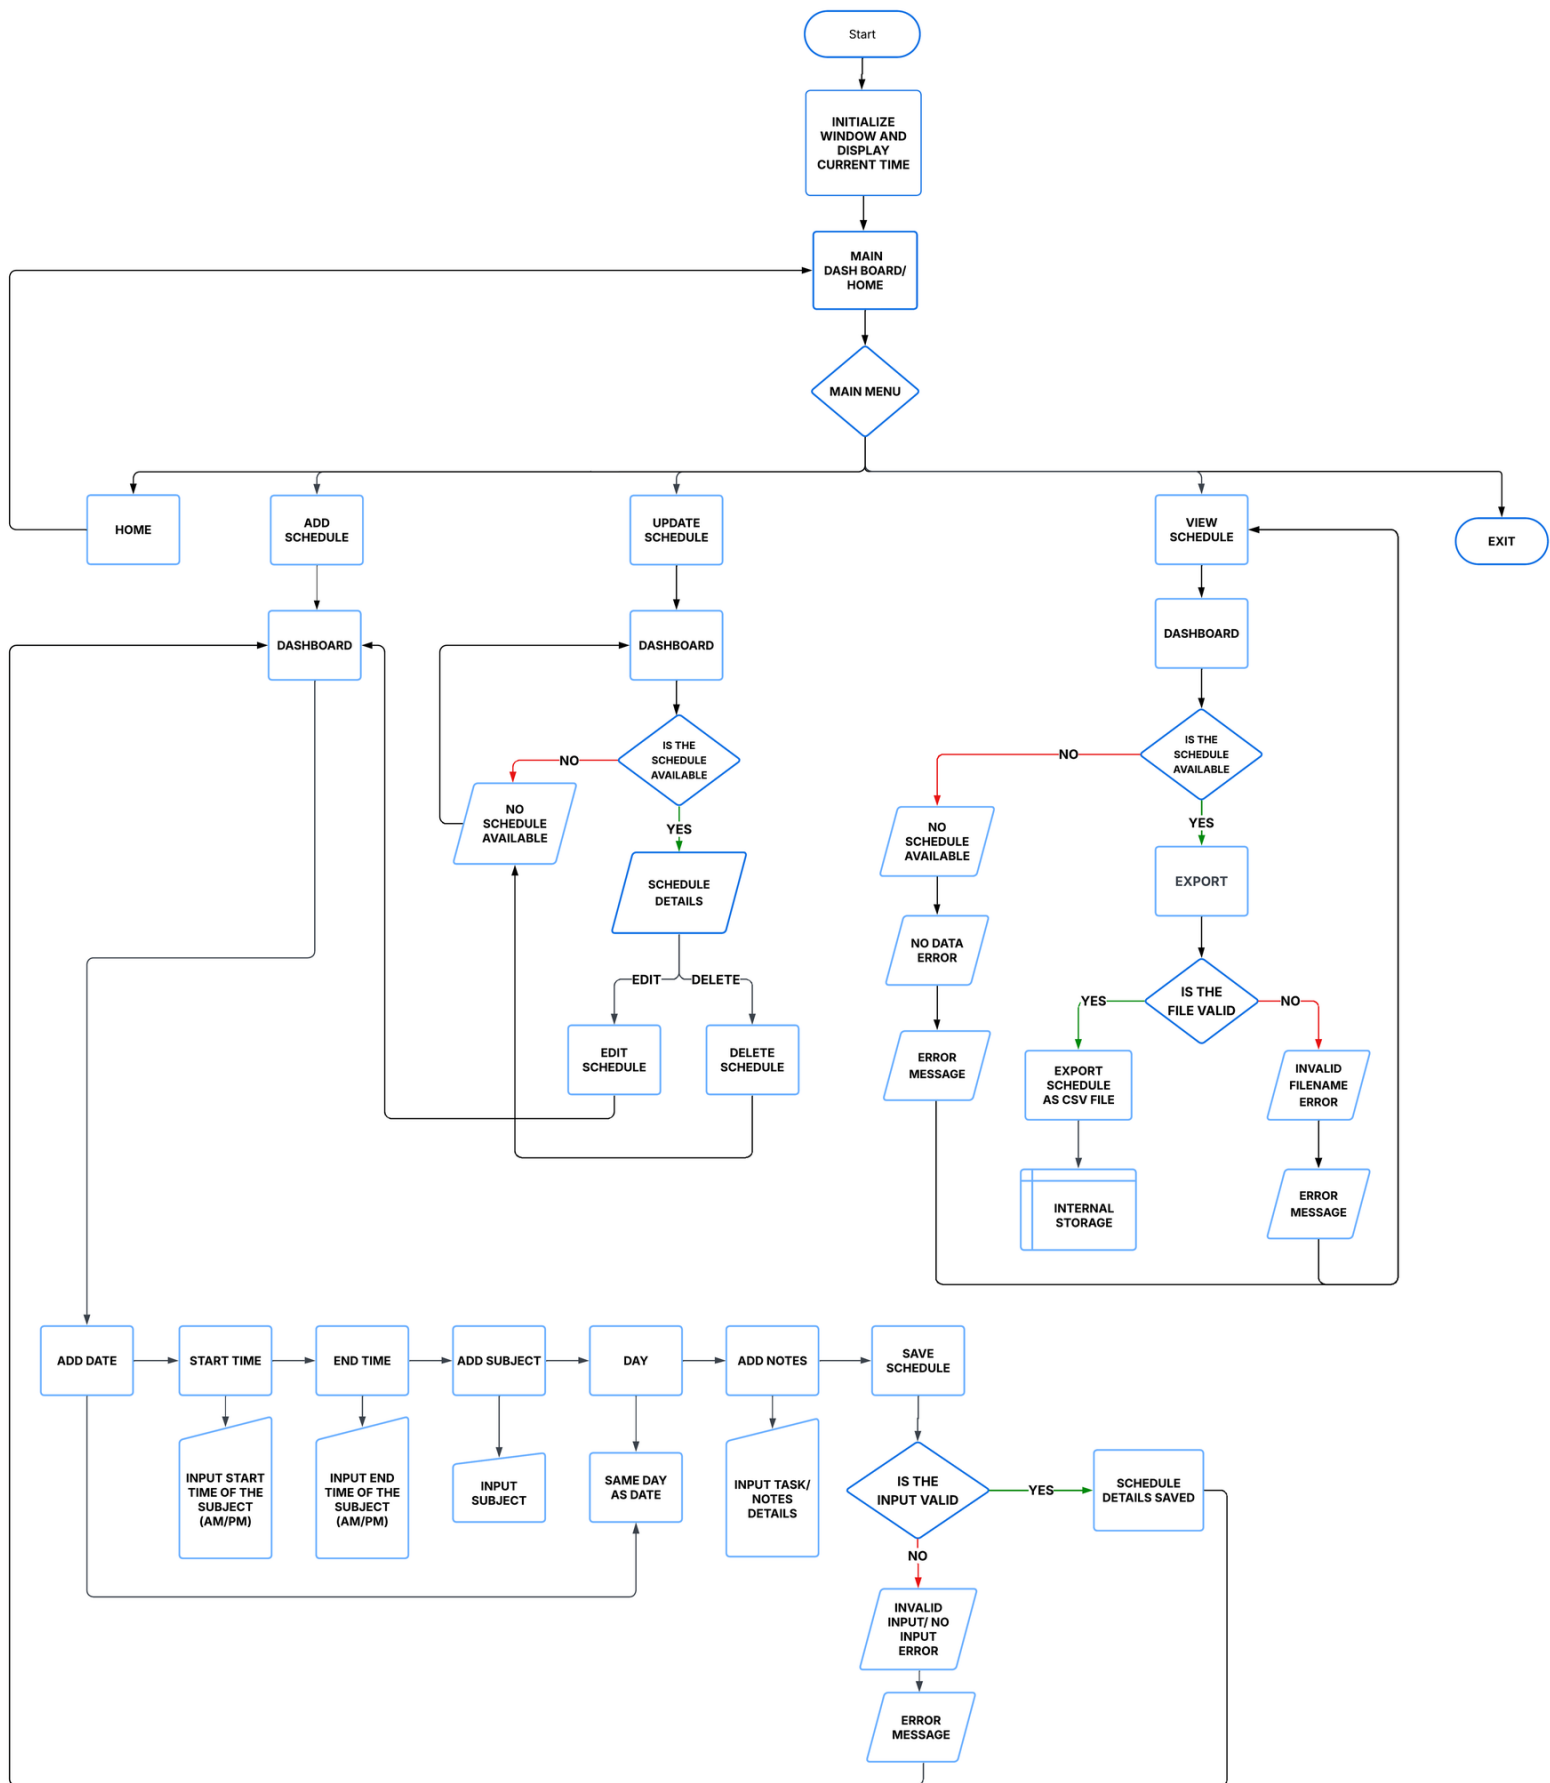 Start
INITIALIZE
WINDOW AND
DISPLAY
CURRENT TIME
MAIN
DASH BOARD/
HOME
MAIN MENU
HOME
ADD
SCHEDULE
UPDATE
SCHEDULE
VIEW
SCHEDULE
EXIT
DASHBOARD
DASHBOARD
DASHBOARD
IS THE
SCHEDULE
AVAILABLE
NO
YES
NO
SCHEDULE
AVAILABLE
SCHEDULE
DETAILS
EDIT
DELETE
EDIT
SCHEDULE
DELETE
SCHEDULE
IS THE
SCHEDULE
AVAILABLE
NO
YES
NO
SCHEDULE
AVAILABLE
EXPORT
NO DATA
ERROR
IS THE
FILE VALID
YES
NO
ERROR
MESSAGE
EXPORT
SCHEDULE
AS CSV FILE
INVALID
FILENAME
ERROR
INTERNAL
STORAGE
ERROR
MESSAGE
ADD DATE
START TIME
END TIME
ADD SUBJECT
DAY
ADD NOTES
SAVE
SCHEDULE
INPUT START
TIME OF THE
SUBJECT
(AM/PM)
INPUT END
TIME OF THE
SUBJECT
(AM/PM)
INPUT
SUBJECT
SAME DAY
AS DATE
INPUT TASK/
NOTES
DETAILS
IS THE
INPUT VALID
YES
SCHEDULE
DETAILS SAVED
NO
INVALID
INPUT/ NO
INPUT
ERROR
ERROR
MESSAGE